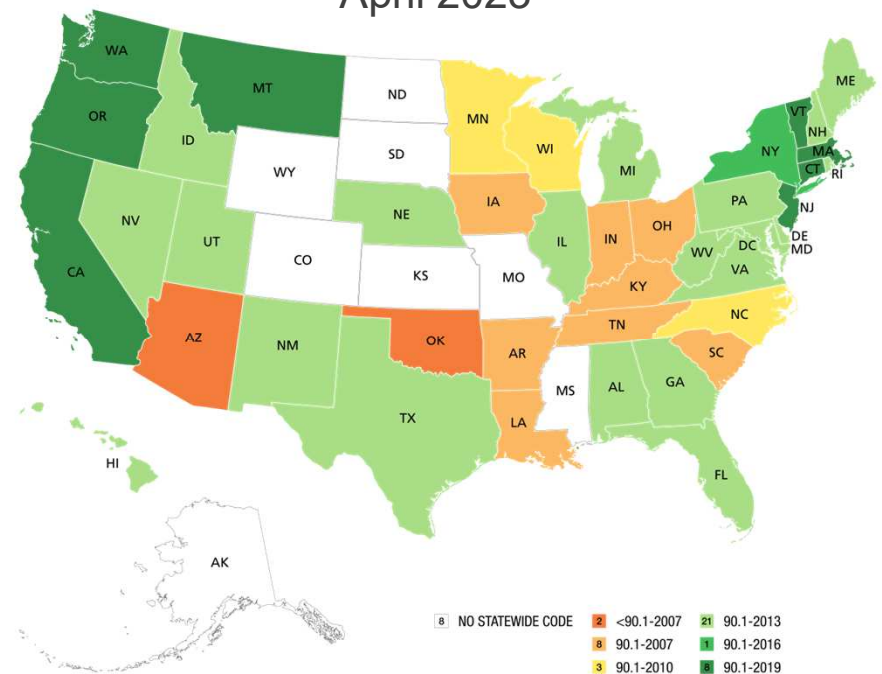 April 2023
WA
MT
ND
MN
ME
OR
ID
SD
WI
VT
NH
NY
MA
CT
RI
WY
MI
IA
PA
NJ
NV
NE
UT
IL
IN
OH
DE
MD
DC
WV
VA
CA
CO
KS
MO
KY
NC
TN
AZ
NM
OK
AR
SC
MS
AL
GA
TX
LA
FL
HI
AK
8 NO STATEWIDE CODE
2 <90.1-2007
8 90.1-2007
3 90.1-2010
21 90.1-2013
1 90.1-2016
8 90.1-2019